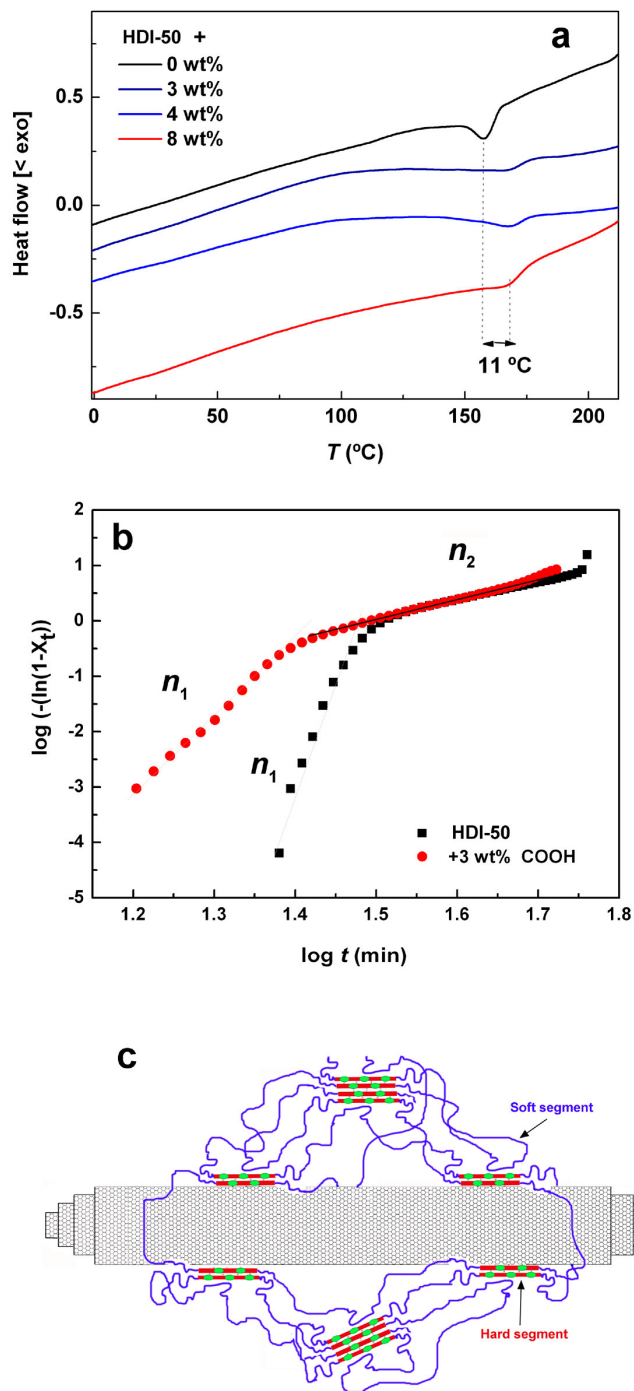 a
HDI-50 +
0 wt%
3 wt%
4 wt%
8 wt%
0.5
0.0
-0.5
Heat flow [< exo]
11 ºC
0 50 100 150 200
T (ºC)
b
2
1
0
-1
-2
-3
-4
-5
log (-(ln(1-Xt))
n2
n1
n1
HDI-50
+3 wt% COOH
1.2 1.3 1.4 1.5 1.6 1.7 1.8
log t (min)
c
Soft segment
Hard segment